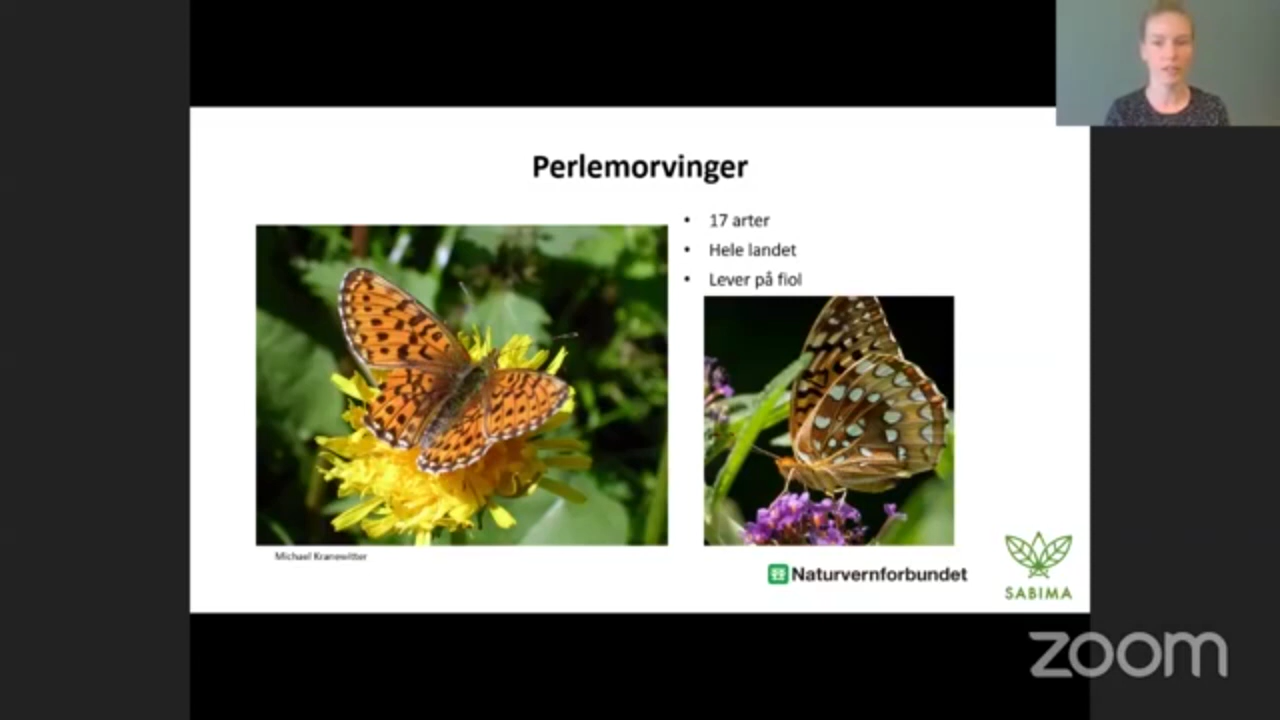 Perlemorvinger
• 17 arter
• Hele landet
• Lever på fiol
Michael Kranewitter
Naturvernforbundet
SABIMA
zoom